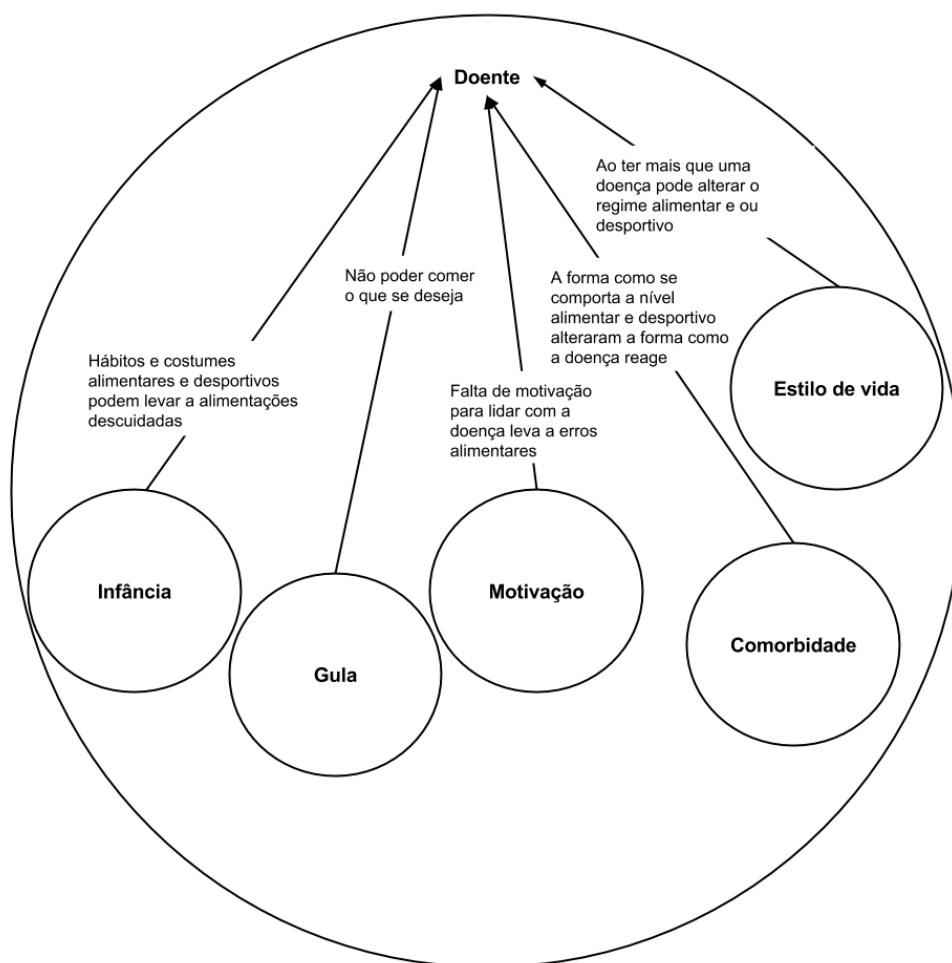 Doente
Ao ter mais que uma
doença pode alterar o
regime alimentar e ou
desportivo
Não poder comer
o que se deseja
A forma como se
comporta a nível
alimentar e desportivo
alteraram a forma como
a doença reage
Hábitos e costumes
alimentares e desportivos
podem levar a alimentações
descuidadas
Falta de motivação
para lidar com a
doença leva a erros
alimentares
Estilo de vida
Infância
Gula
Motivação
Comorbidade